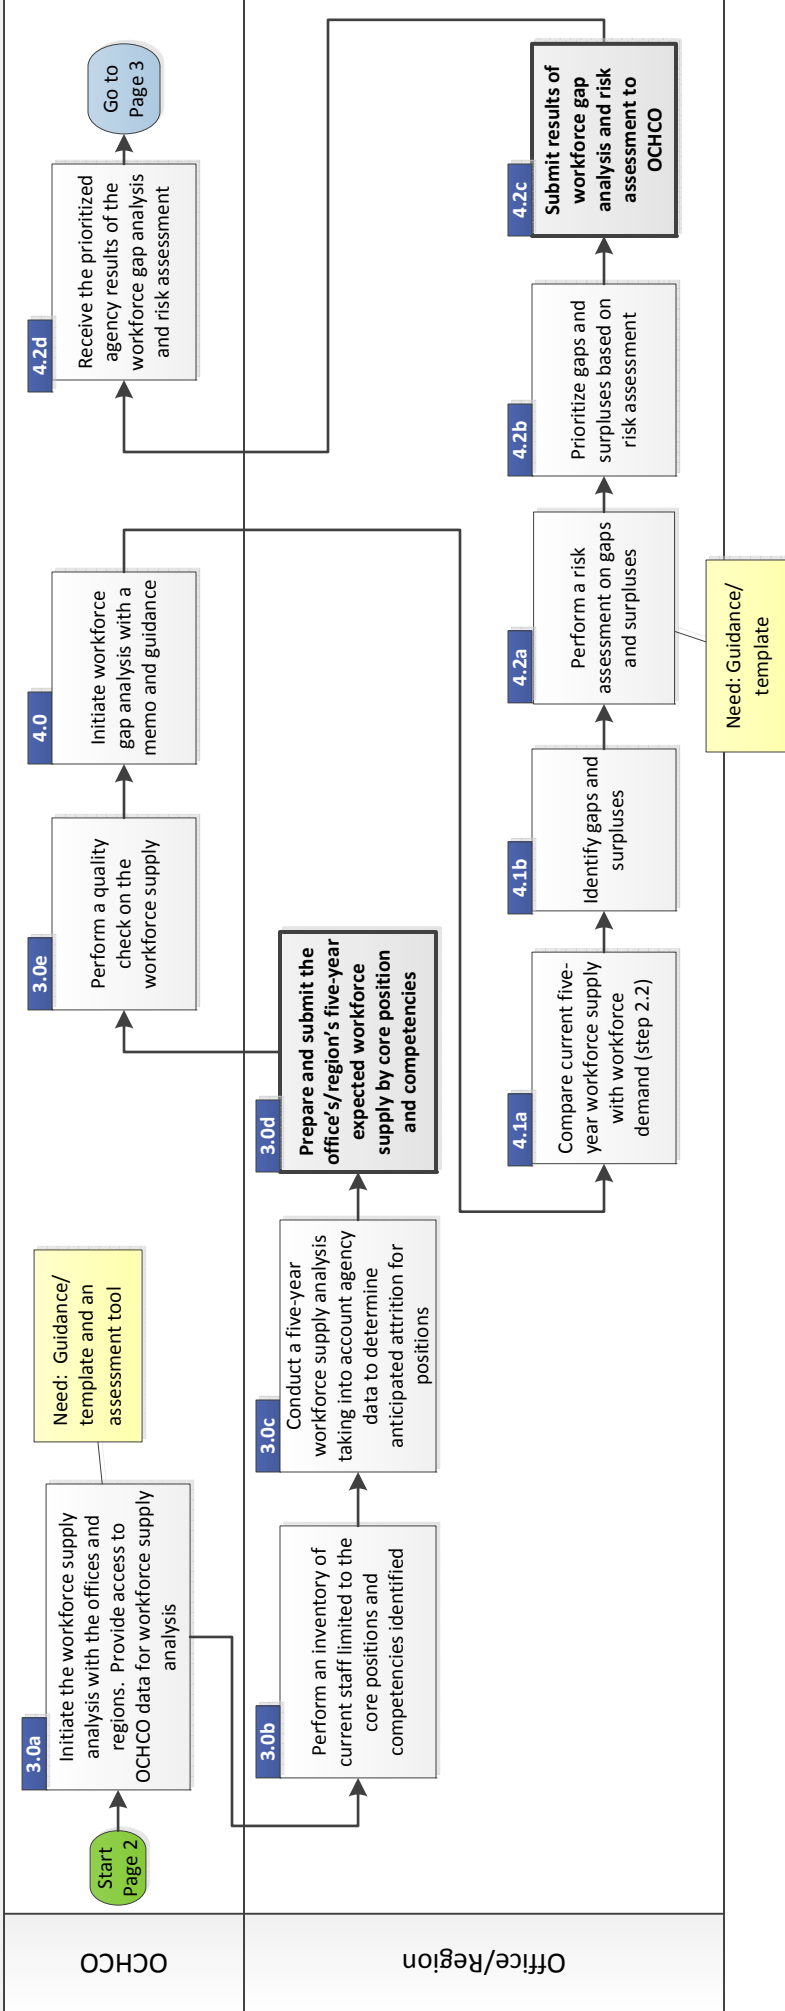 OCHCO
Start
Page 2
3.0a
Initiate the workforce supply
analysis with the offices and
regions.  Provide access to
OCHCO data for workforce supply
analysis
Need:  Guidance/
template and an
assessment tool
3.0e
Perform a quality
check on the
workforce supply
4.0
Initiate workforce
gap analysis with a
memo and guidance
4.2d
Receive the prioritized
agency results of the
workforce gap analysis
and risk assessment
Go to
Page 3
Office/Region
3.0b
Perform an inventory of
current staff limited to the
core positions and
competencies identified
3.0c
Conduct a five-year
workforce supply analysis
taking into account agency
data to determine
anticipated attrition for
positions
3.0d
Prepare and submit the
office's/region's five-year
expected workforce
supply by core position
and competencies
4.1a
Compare current five-
year workforce supply
with workforce
demand (step 2.2)
4.1b
Identify gaps and
surpluses
4.2a
Perform a risk
assessment on gaps
and surpluses
Need: Guidance/
template
4.2b
Prioritize gaps and
surpluses based on
risk assessment
4.2c
Submit results of
workforce gap
analysis and risk
assessment to
OCHCO